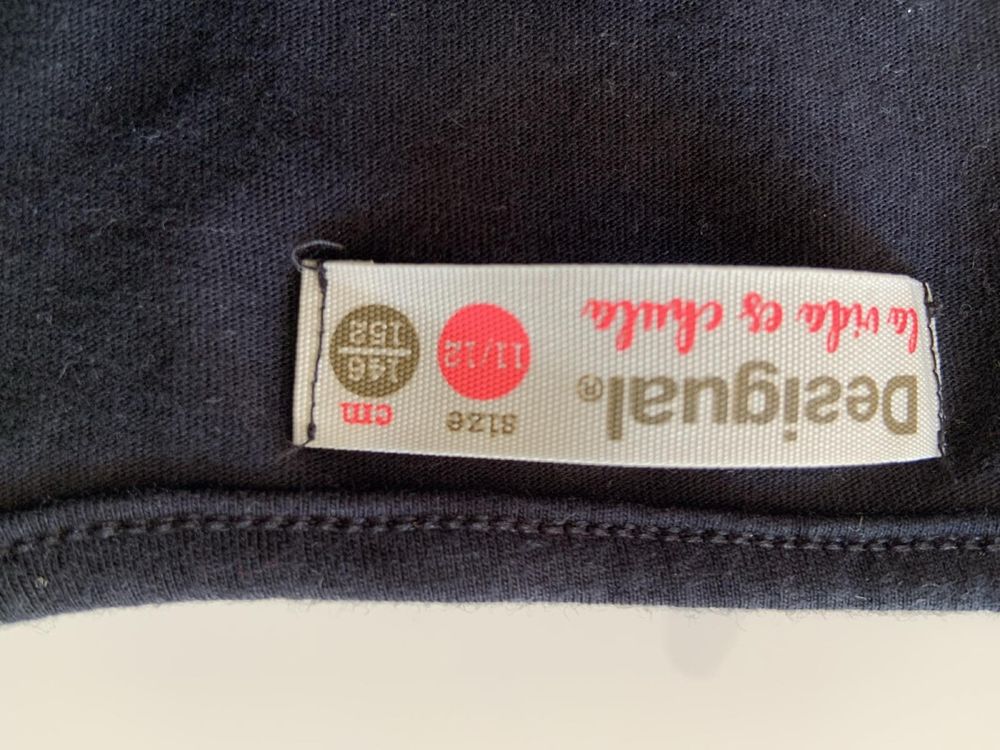 Desigual®
la vida es chula
size
11/12
cm
146
152